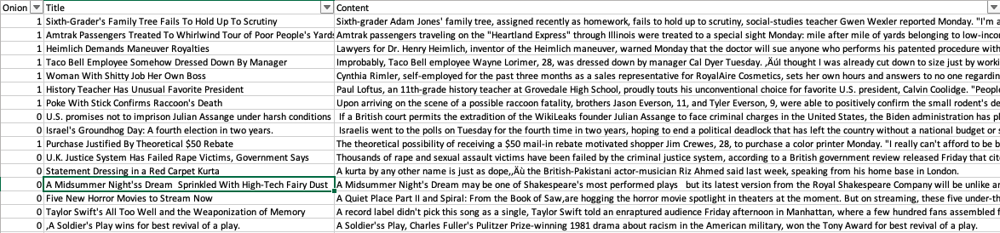 Onion Title Content
1 Sixth-Grader's Family Tree Fails To Hold Up To Scrutiny Sixth-grader Adam Jones' family tree, assigned recently as homework, fails to hold up to scrutiny, social-studies teacher Gwen Wexler reported Monday. "I'm a
1 Amtrak Passengers Treated To Whirlwind Tour of Poor People's Yards Amtrak passengers traveling on the "Heartland Express" through Illinois were treated to a special sight Monday: mile after mile of yards belonging to low-inco
1 Heimlich Demands Maneuver Royalties Lawyers for Dr. Henry Heimlich, inventor of the Heimlich maneuver, warned Monday that the doctor will sue anyone who performs his patented procedure with
1 Taco Bell Employee Somehow Dressed Down By Manager Improbably, Taco Bell employee Wayne Lorimer, 28, was dressed down by manager Cal Dyer Tuesday. ‚Äúl thought I was already cut down to size just by worki
1 Woman With Shitty Job Her Own Boss Cynthia Rimler, self-employed for the past three months as a sales representative for RoyalAire Cosmetics, sets her own hours and answers to no one regardin
1 History Teacher Has Unusual Favorite President Paul Loftus, an 11th-grade history teacher at Grovedale High School, proudly touts his unconventional choice for favorite U.S. president, Calvin Coolidge. "Peopl
1 Poke With Stick Confirms Raccoon's Death Upon arriving on the scene of a possible raccoon fatality, brothers Jason Everson, 11, and Tyler Everson, 9, were able to positively confirm the small rodent's de
0 U.S. promises not to imprison Julian Assange under harsh conditions If a British court permits the extradition of the WikiLeaks founder Julian Assange to face criminal charges in the United States, the Biden administration has pl
0 Israel's Groundhog Day: A fourth election in two years. Israelis went to the polls on Tuesday for the fourth time in two years, hoping to end a political deadlock that has left the country without a national budget or s
1 Purchase Justified By Theoretical $50 Rebate The theoretical possibility of receiving a $50 mail-in rebate motivated shopper Jim Crewes, 28, to purchase a color printer Monday. "I really can't afford to be b
0 U.K. Justice System Has Failed Rape Victims, Government Says Thousands of rape and sexual assault victims have been failed by the criminal justice system, according to a British government review released Friday that cit
0 Statement Dressing in a Red Carpet Kurta A kurta by any other name is just as dope‚Äù the British-Pakistani actor-musician Riz Ahmed said last week, speaking from his home base in London.
0 A Midsummer Night'ss Dream Sprinkled With High-Tech Fairy Dust A Midsummer Night's Dream may be one of Shakespeare's most performed plays but its latest version from the Royal Shakespeare Company will be unlike an
0 Five New Horror Movies to Stream Now A Quiet Place Part II and Spiral: From the Book of Saw,are hogging the horror movie spotlight in theaters at the moment. But on streaming, these five under-th
0 Taylor Swift's All Too Well and the Weaponization of Memory A record label didn't pick this song as a single, Taylor Swift told an enraptured audience Friday afternoon in Manhattan, where a few hundred fans assembled f
0 ,A Soldier's Play wins for best revival of a play. A Soldier'ss Play, Charles Fuller's Pulitzer Prize-winning 1981 drama about racism in the American military, won the Tony Award for best revival of a play.